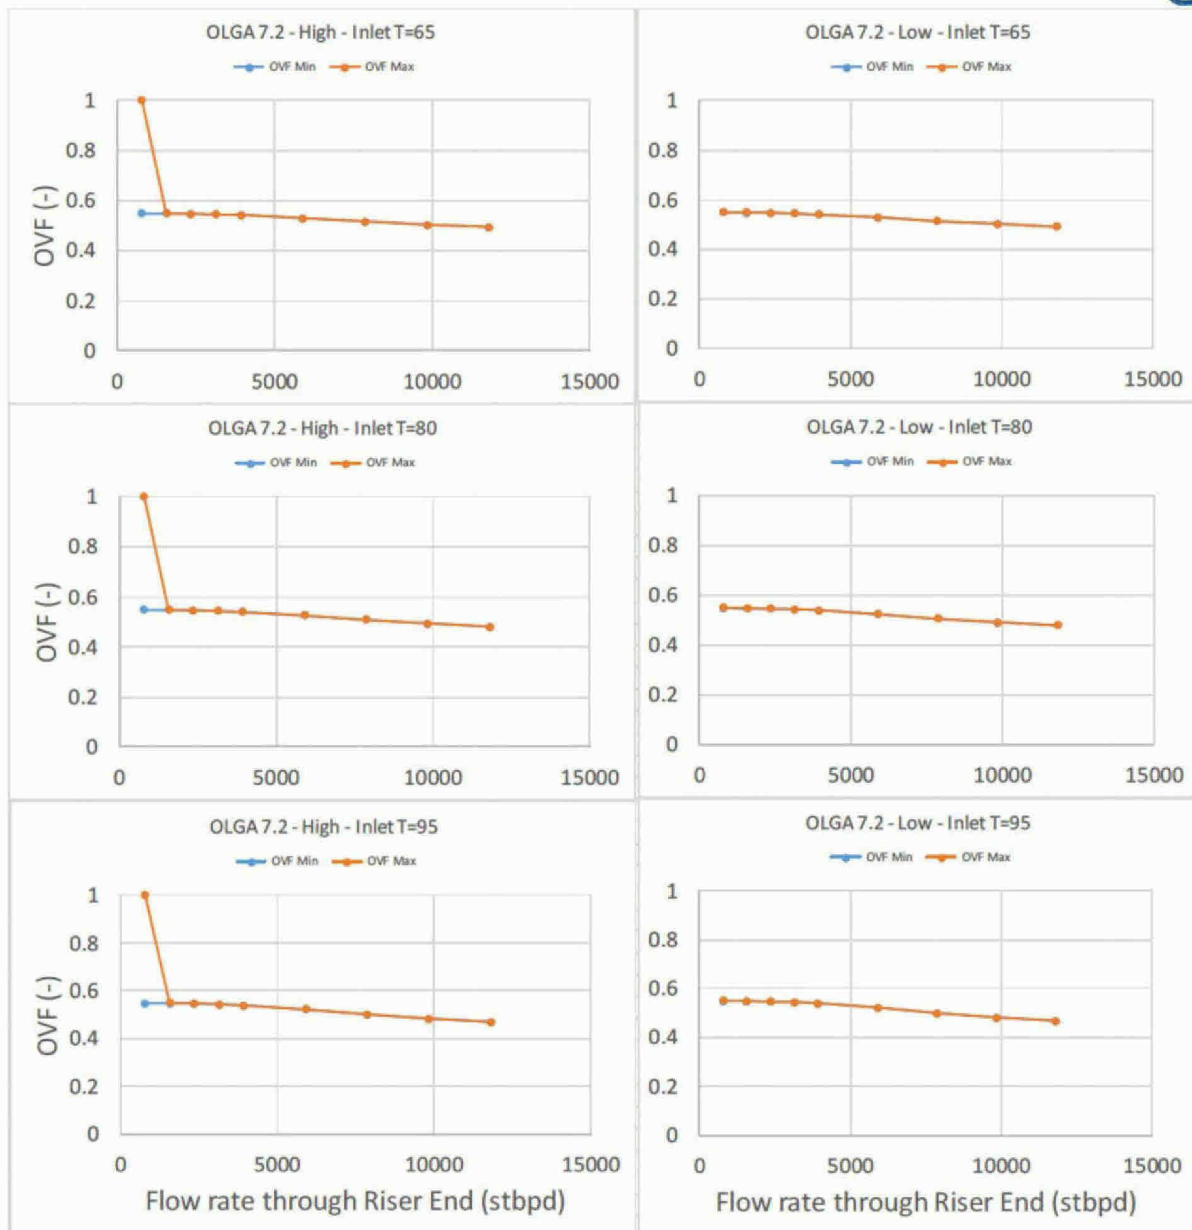 OLGA 7.2 - High - Inlet T=65
OVF Min OVF Max
1
0.8
0.6
0.4
0.2
0
OVF (-)
0 5000 10000 15000
OLGA 7.2 - Low - Inlet T=65
OVF Min OVF Max
1
0.8
0.6
0.4
0.2
0
0 5000 10000 15000
OLGA 7.2 - High - Inlet T=80
OVF Min OVF Max
1
0.8
0.6
0.4
0.2
0
OVF (-)
0 5000 10000 15000
OLGA 7.2 - Low - Inlet T=80
OVF Min OVF Max
1
0.8
0.6
0.4
0.2
0
0 5000 10000 15000
OLGA 7.2 - High - Inlet T=95
OVF Min OVF Max
1
0.8
0.6
0.4
0.2
0
OVF (-)
0 5000 10000 15000
Flow rate through Riser End (stbpd)
OLGA 7.2 - Low - Inlet T=95
OVF Min OVF Max
1
0.8
0.6
0.4
0.2
0
0 5000 10000 15000
Flow rate through Riser End (stbpd)